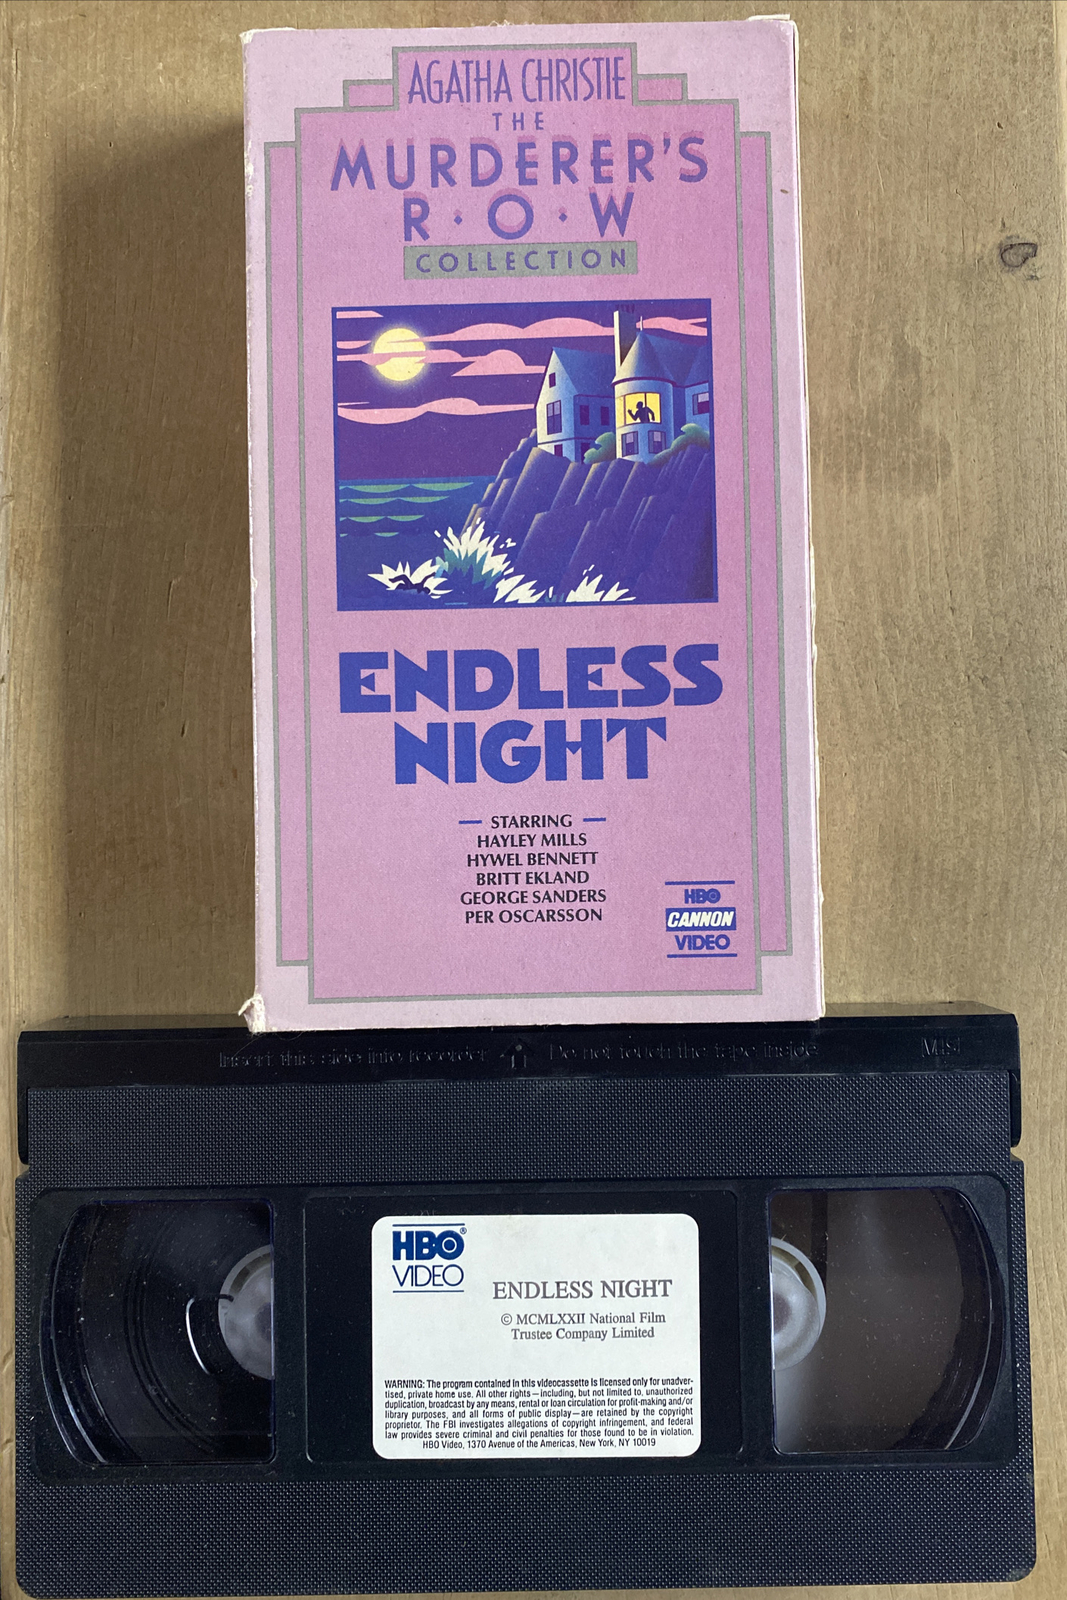 AGATHA CHRISTIE
THE
MURDERER'S
R·O·W
COLLECTION
ENDLESS
NIGHT
STARRING
HAYLEY MILLS
HYWEL BENNETT
BRITT EKLAND
GEORGE SANDERS
PER OSCARSSON
HBO
CANNON
VIDEO
Insert this side into recorder Do not touch the tape inside
HBO®
VIDEO
ENDLESS NIGHT
© MCMLXXII National Film
Trustee Company Limited
WARNING: The program contained in this videocassette is licensed only for unadver-
tised, private home use. All other rights—including, but not limited to, unauthorized
duplication, broadcast by any means, rental or loan circulation for profit-making and/or
library purposes, and all forms of public display—are retained by the copyright
proprietor. The FBI investigates allegations of copyright infringement, and federal
law provides severe criminal and civil penalties for those found to be in violation.
HBO Video, 1370 Avenue of the Americas, New York, NY 10019